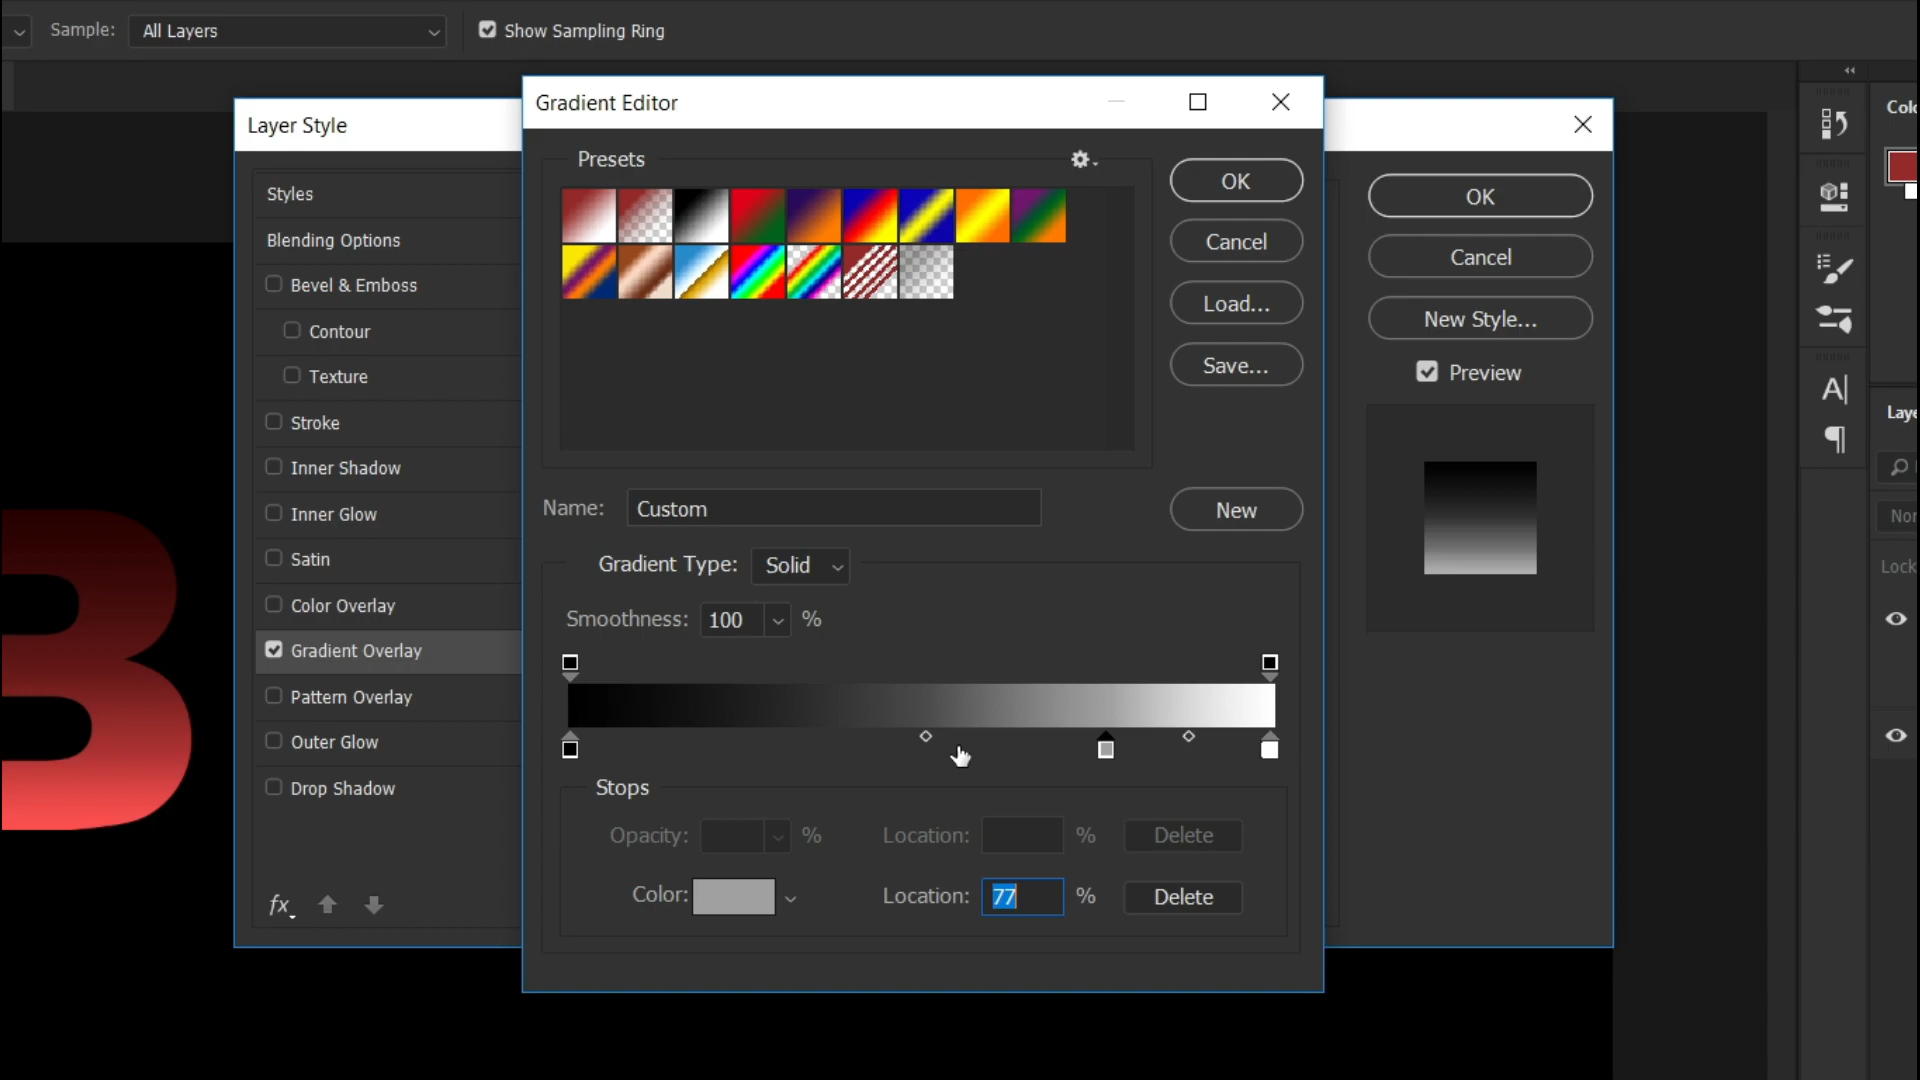 Sample: All Layers Show Sampling Ring
Gradient Editor
Layer Style
Presets
OK
Cancel
Load...
Save...
Styles
Blending Options
Bevel & Emboss
Contour
Texture
Stroke
Inner Shadow
Inner Glow
Satin
Color Overlay
Gradient Overlay
Pattern Overlay
Outer Glow
Drop Shadow
fx
Name: Custom New
Gradient Type: Solid
Smoothness: 100 %
Stops
Opacity: % Location: % Delete
Color: Location: 77 % Delete
OK
Cancel
New Style...
Preview
A
Lock
B